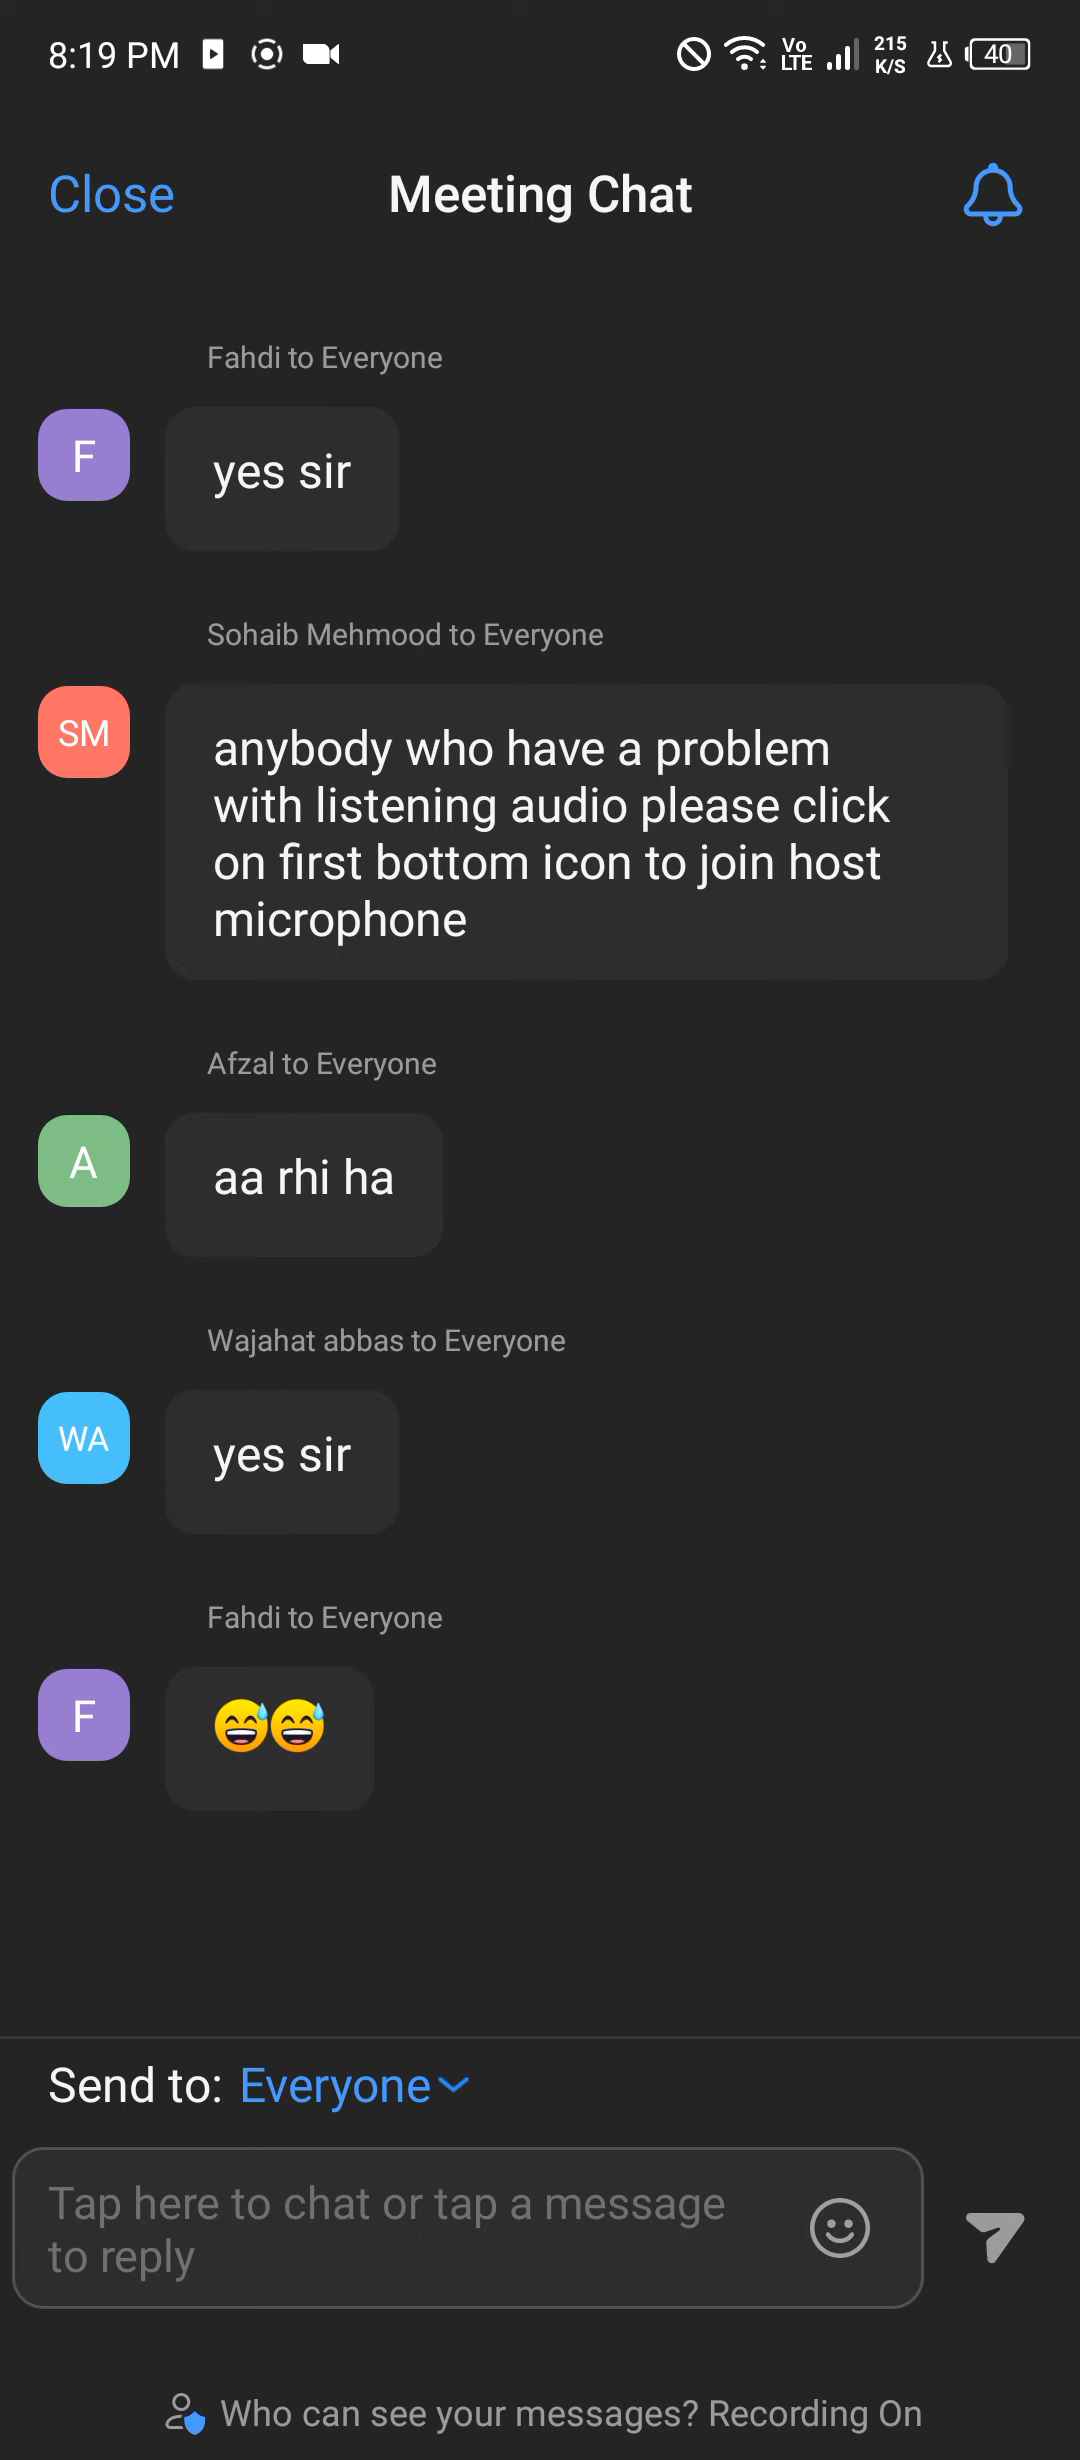 8:19 PM
Vo LTE
215 K/S
40
Close
Meeting Chat
Fahdi to Everyone
F
yes sir
Sohaib Mehmood to Everyone
SM
anybody who have a problem
with listening audio please click
on first bottom icon to join host
microphone
Afzal to Everyone
A
aa rhi ha
Wajahat abbas to Everyone
WA
yes sir
Fahdi to Everyone
F
😅😅
Send to: Everyone
Tap here to chat or tap a message
to reply
Who can see your messages? Recording On